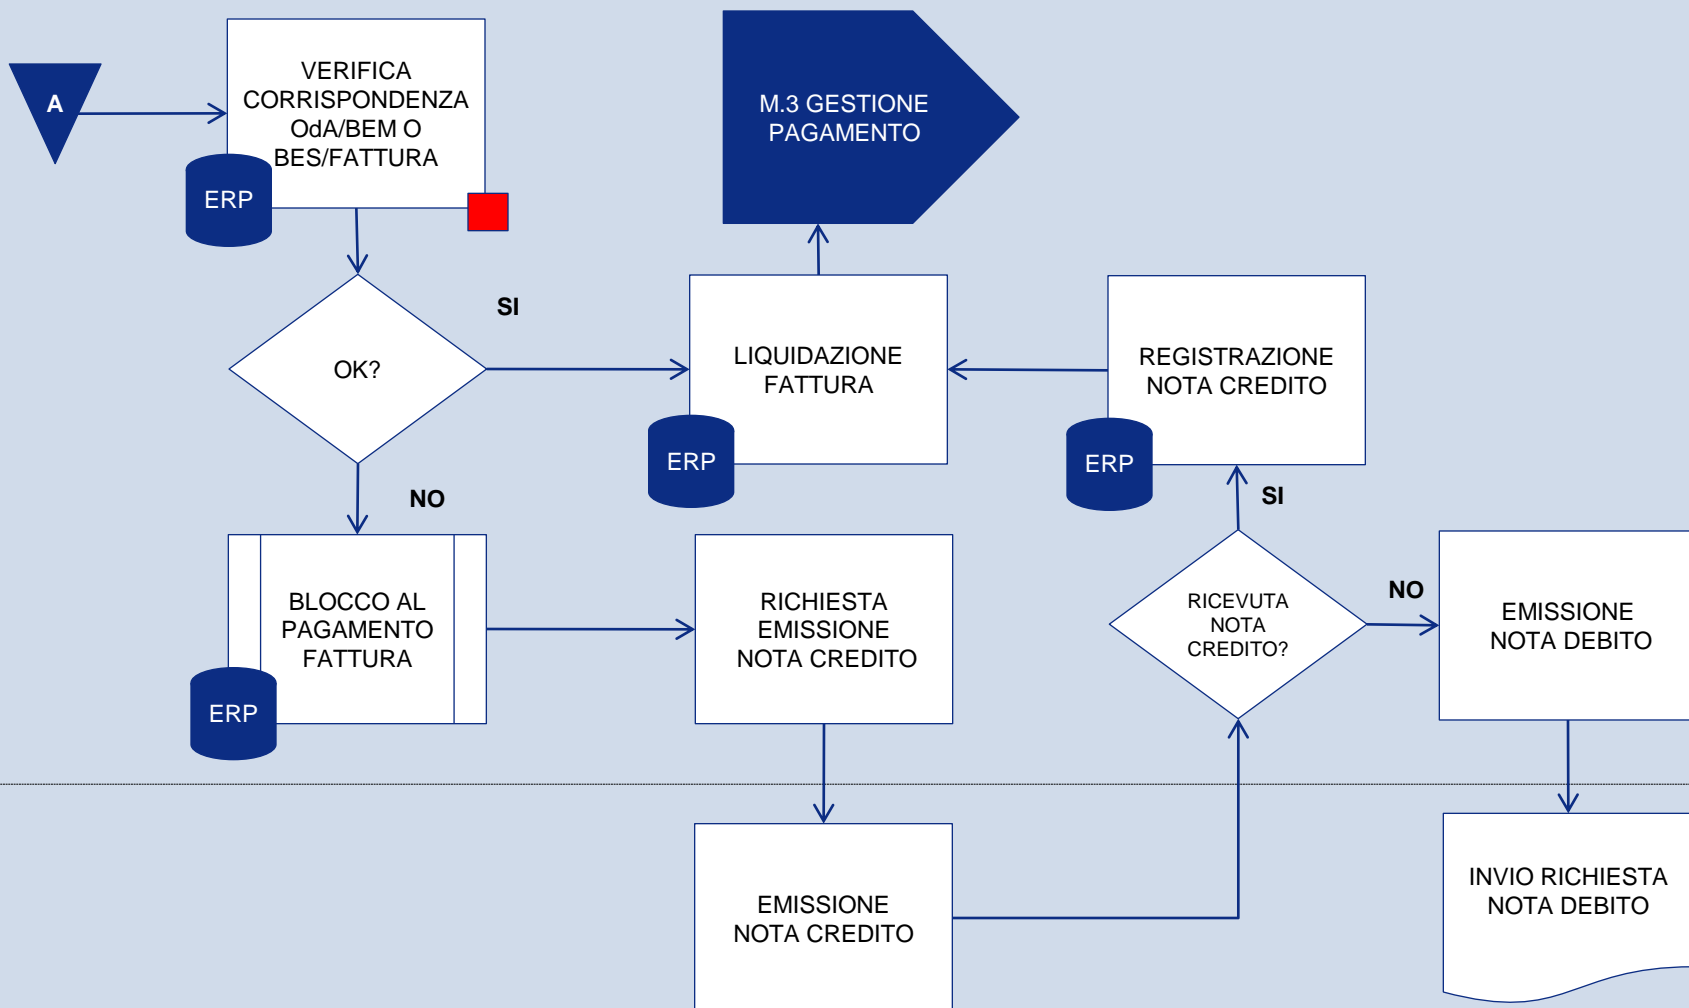 A
VERIFICA
CORRISPONDENZA
OdA/BEM O
BES/FATTURA
ERP
M.3 GESTIONE
PAGAMENTO
OK?
SI
LIQUIDAZIONE
FATTURA
ERP
REGISTRAZIONE
NOTA CREDITO
ERP
NO
SI
BLOCCO AL
PAGAMENTO
FATTURA
ERP
RICHIESTA
EMISSIONE
NOTA CREDITO
RICEVUTA
NOTA
CREDITO?
NO
EMISSIONE
NOTA DEBITO
EMISSIONE
NOTA CREDITO
INVIO RICHIESTA
NOTA DEBITO